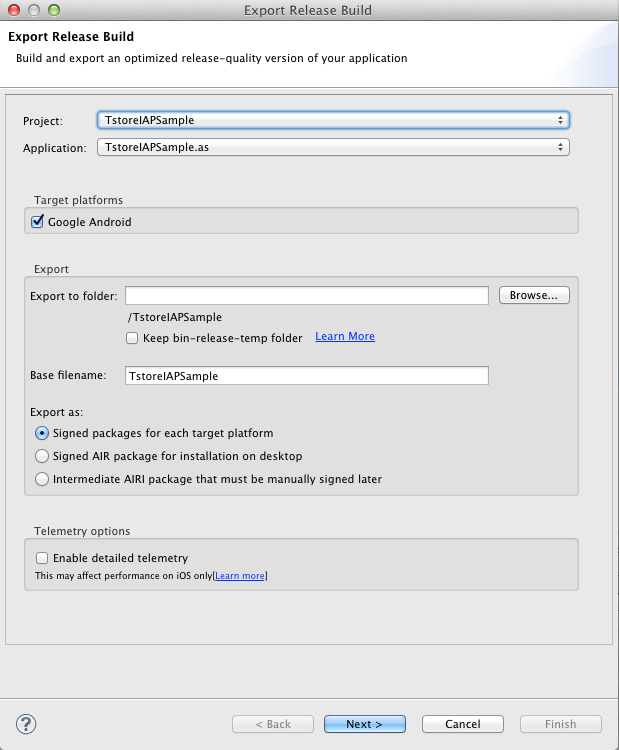 Export Release Build
Export Release Build
Build and export an optimized release-quality version of your application
Project: TstoreIAPSample
Application: TstoreIAPSample.as
Target platforms
Google Android
Export
Export to folder: Browse...
/TstoreIAPSample
Keep bin-release-temp folder Learn More
Base filename: TstoreIAPSample
Export as:
Signed packages for each target platform
Signed AIR package for installation on desktop
Intermediate AIRI package that must be manually signed later
Telemetry options
Enable detailed telemetry
This may affect performance on iOS only[Learn more]
? < Back Next > Cancel Finish